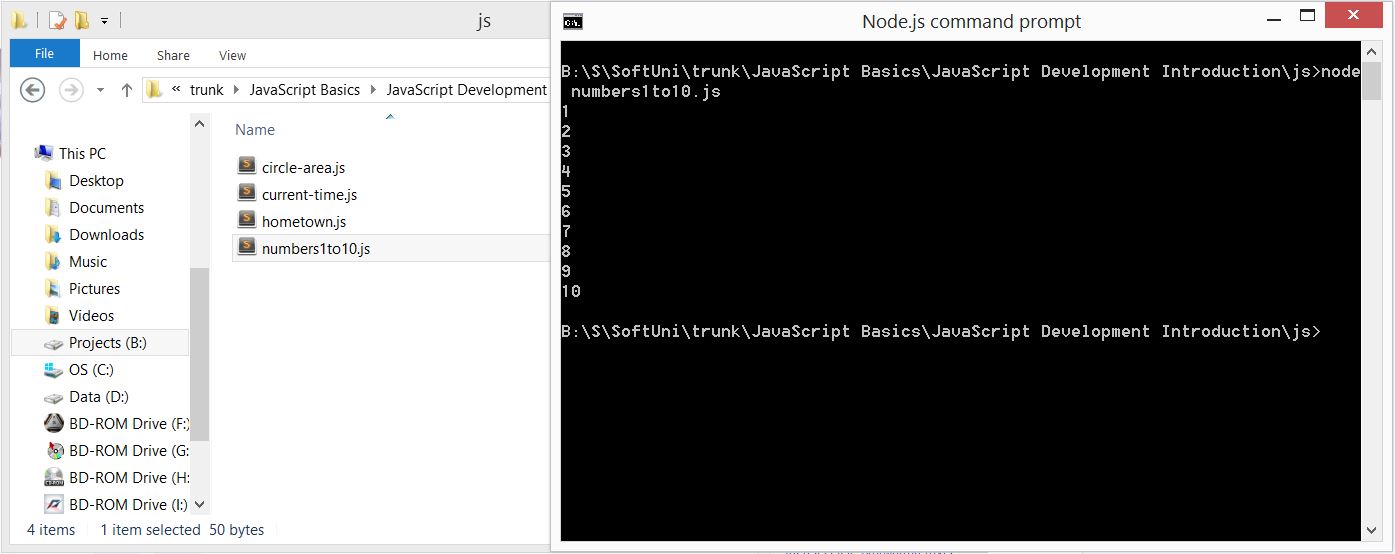 js
File Home Share View
« trunk JavaScript Basics JavaScript Development
Name
This PC
Desktop
Documents
Downloads
Music
Pictures
Videos
Projects (B:)
OS (C:)
Data (D:)
BD-ROM Drive (F:)
BD-ROM Drive (G:
BD-ROM Drive (H:
BD-ROM Drive (I:)
circle-area.js
current-time.js
hometown.js
numbers1to10.js
4 items 1 item selected 50 bytes
Node.js command prompt
B:\S\SoftUni\trunk\JavaScript Basics\JavaScript Development Introduction\js>node
numbers1to10.js
1
2
3
4
5
6
7
8
9
10
B:\S\SoftUni\trunk\JavaScript Basics\JavaScript Development Introduction\js>